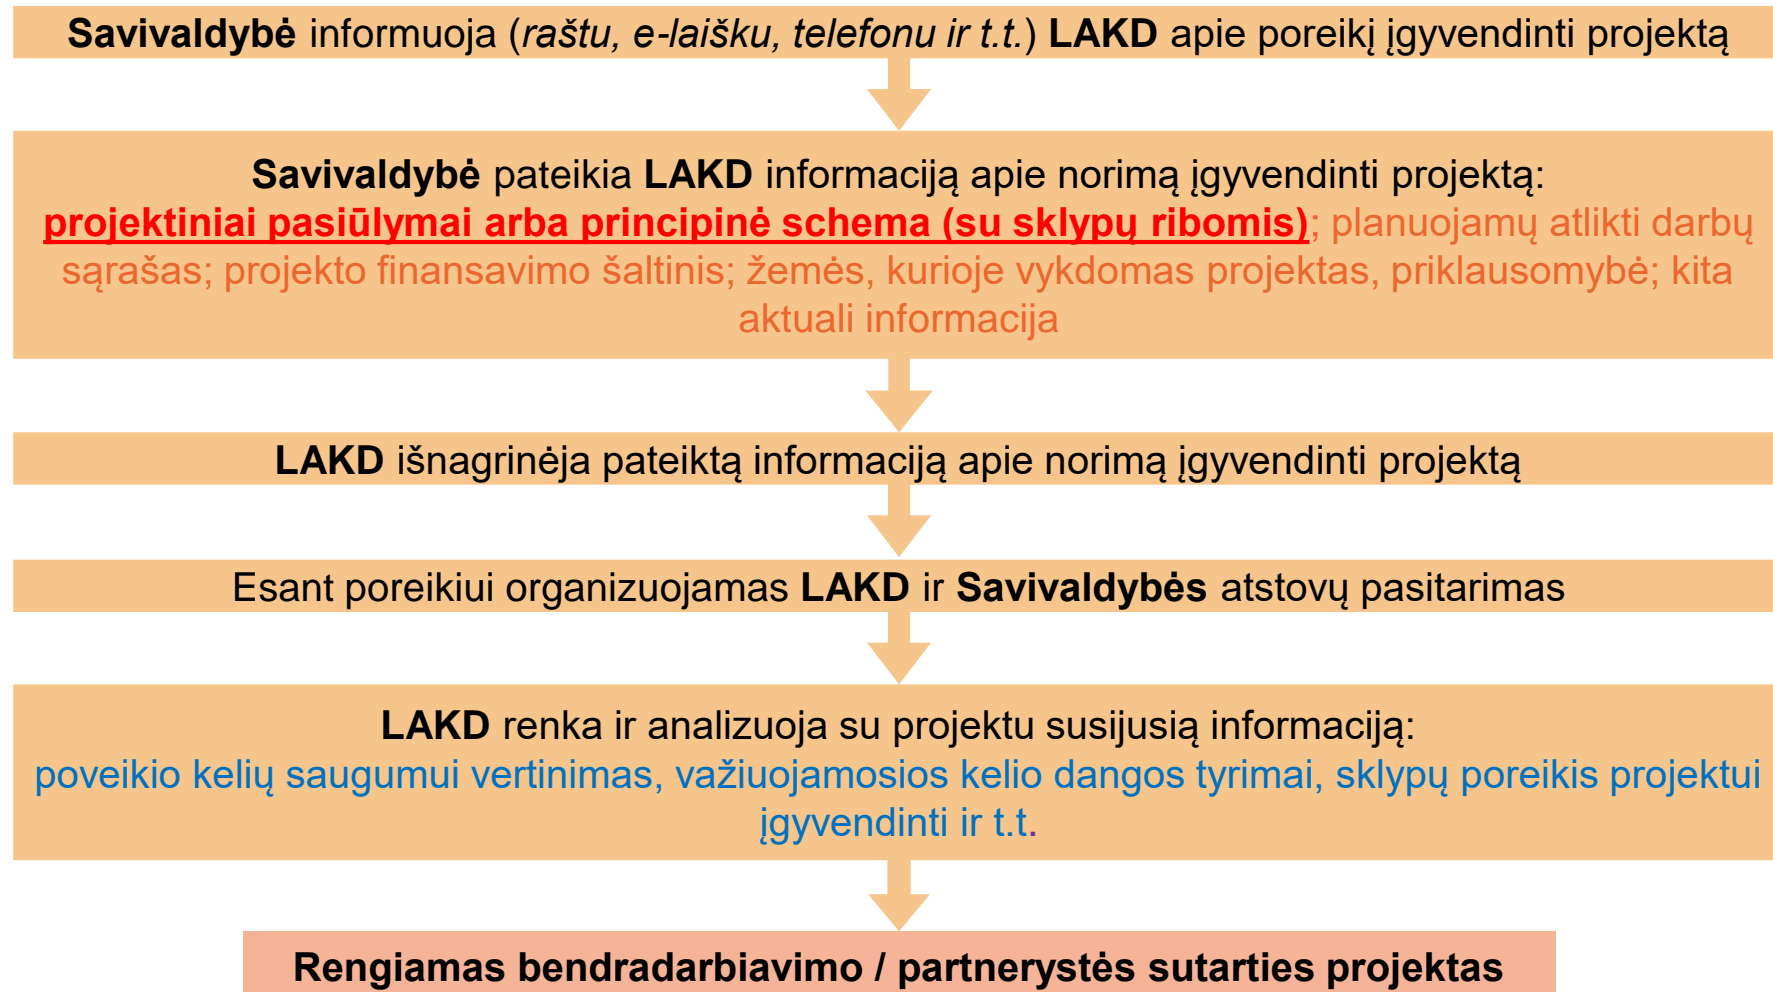 Savivaldybė informuoja (raštu, e-laišku, telefonu ir t.t.) LAKD apie poreikį įgyvendinti projektą
Savivaldybė pateikia LAKD informaciją apie norimą įgyvendinti projektą:
projektiniai pasiūlymai arba principinė schema (su sklypų ribomis); planuojamų atlikti darbų
sąrašas; projekto finansavimo šaltinis; žemės, kurioje vykdomas projektas, priklausomybė; kita
aktuali informacija
LAKD išnagrinėja pateiktą informaciją apie norimą įgyvendinti projektą
Esant poreikiui organizuojamas LAKD ir Savivaldybės atstovų pasitarimas
LAKD renka ir analizuoja su projektu susijusią informaciją:
poveikio kelių saugumui vertinimas, važiuojamosios kelio dangos tyrimai, sklypų poreikis projektui
įgyvendinti ir t.t.
Rengiamas bendradarbiavimo / partnerystės sutarties projektas